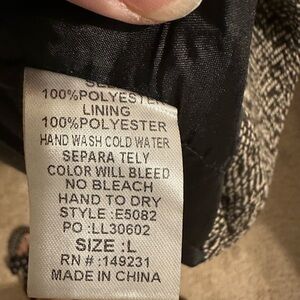 100%POLYESTER
LINING
100%POLYESTER
HAND WASH COLD WATER
SEPARA TELY
COLOR WILL BLEED
NO BLEACH
HAND TO DRY
STYLE :E5082
PO :LL30602
SIZE :L
RN # :149231
MADE IN CHINA